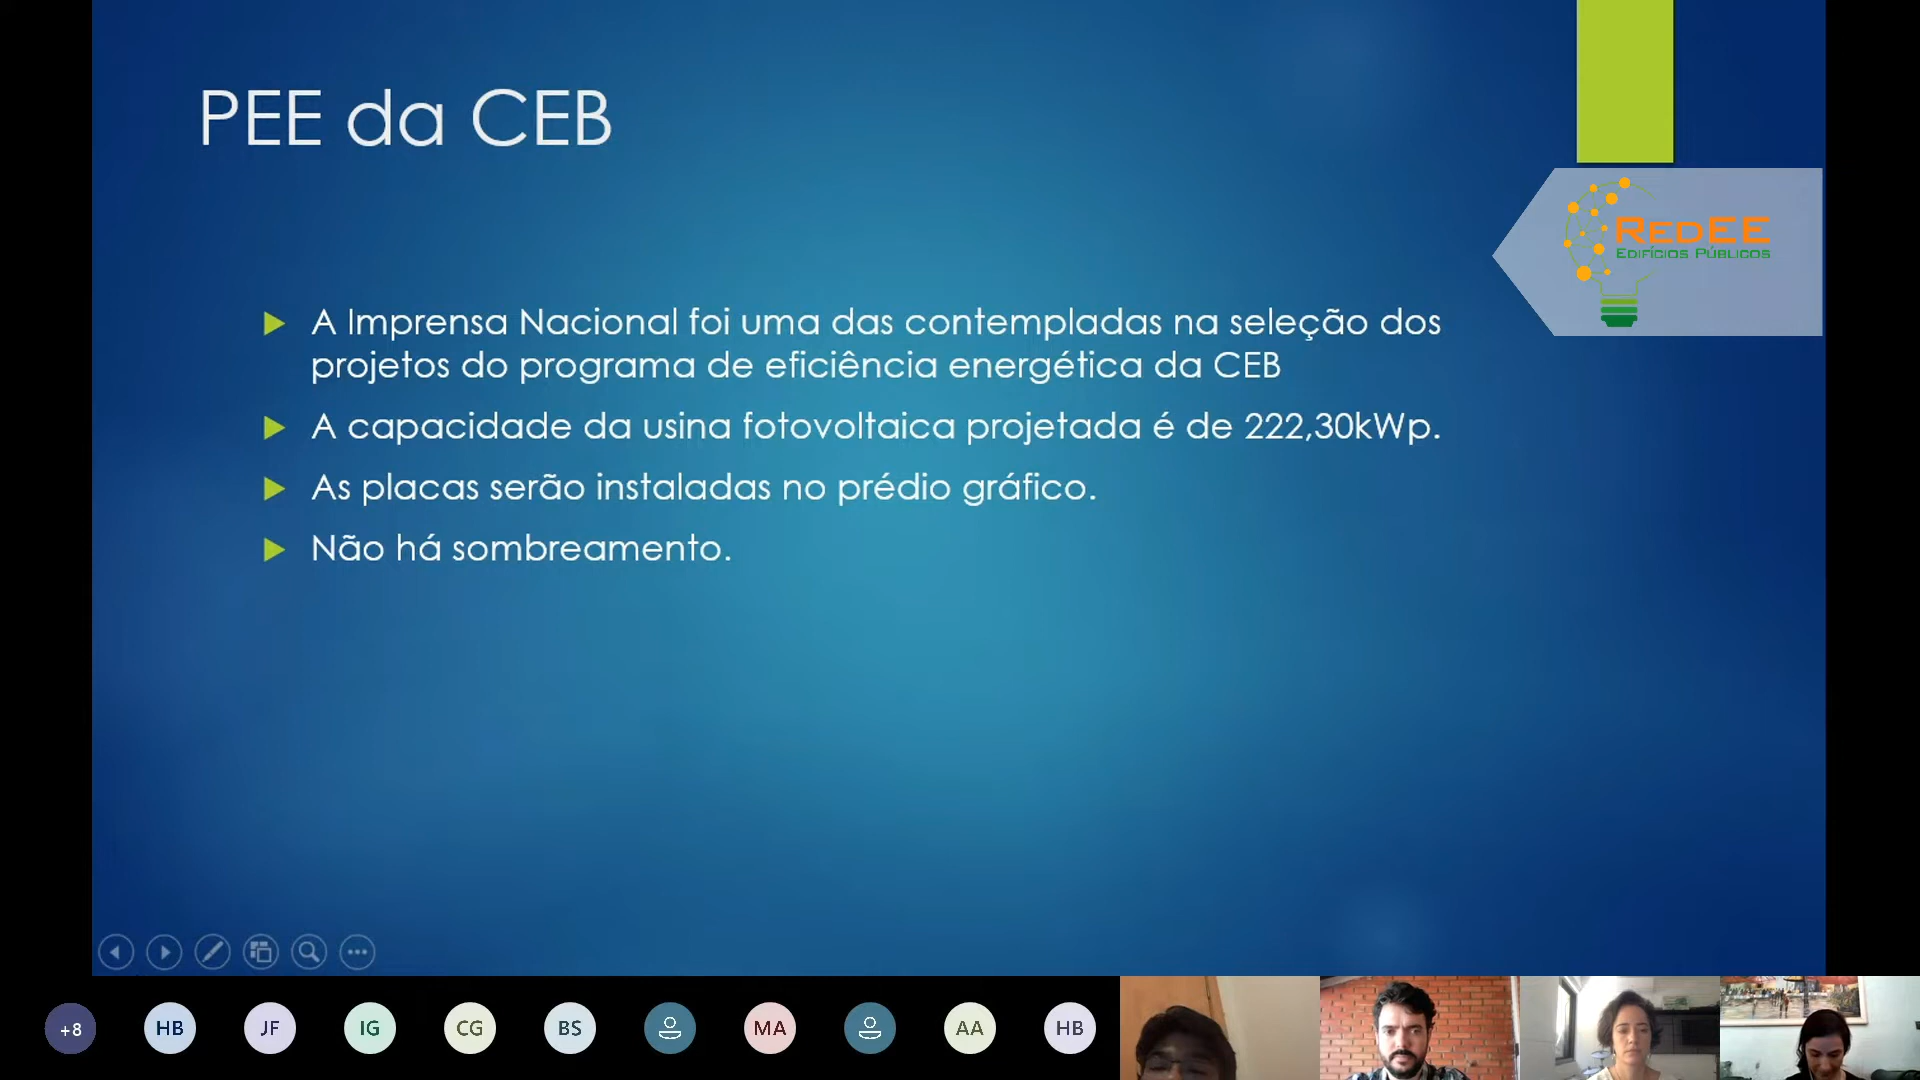 PEE da CEB
REDEE
EDIFÍCIOS PÚBLICOS
A Imprensa Nacional foi uma das contempladas na seleção dos
projetos do programa de eficiência energética da CEB
A capacidade da usina fotovoltaica projetada é de 222,30kWp.
As placas serão instaladas no prédio gráfico.
Não há sombreamento.
+8
HB
JF
IG
CG
BS
MA
AA
HB